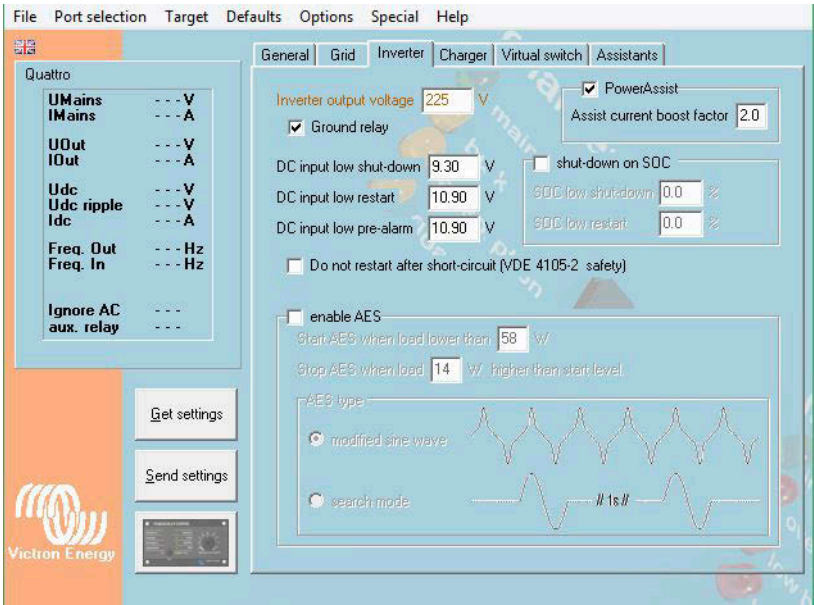 File Port selection Target Defaults Options Special Help
General Grid Inverter Charger Virtual switch Assistants
Quattro
UMains - - - V
IMains - - - A
UOut - - - V
IOut - - - A
Udc - - - V
Udc ripple - - - V
Idc - - - A
Freq. Out - - - Hz
Freq. In - - - Hz
Ignore AC - - -
aux. relay - - -
Get settings
Send settings
Victron Energy
Inverter output voltage 225 V
Ground relay
PowerAssist
Assist current boost factor 2.0
DC input low shut-down 9.30 V
DC input low restart 10.90 V
DC input low pre-alarm 10.90 V
shut-down on SOC
SOC low shut-down 0.0 %
SOC low restart 0.0 %
Do not restart after short-circuit (VDE 4105-2 safety)
enable AES
Start AES when load lower than 58 W
Stop AES when load 14 W higher than start level.
AES type
modified sine wave
search mode
// 1s //